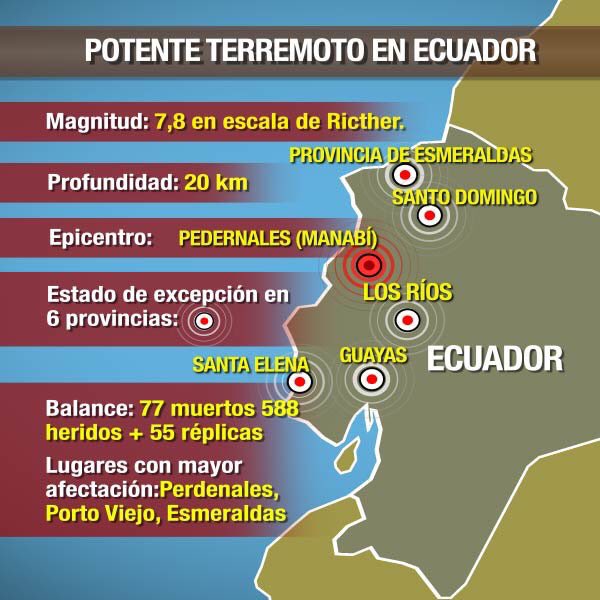 POTENTE TERREMOTO EN ECUADOR
Magnitud: 7,8 en escala de Ricther.
PROVINCIA DE ESMERALDAS
Profundidad: 20 km
SANTO DOMINGO
Epicentro: PEDERNALES (MANABÍ)
Estado de excepción en
6 provincias:
LOS RÍOS
SANTA ELENA
GUAYAS
ECUADOR
Balance: 77 muertos 588
heridos + 55 réplicas
Lugares con mayor
afectación:Perdenales,
Porto Viejo, Esmeraldas